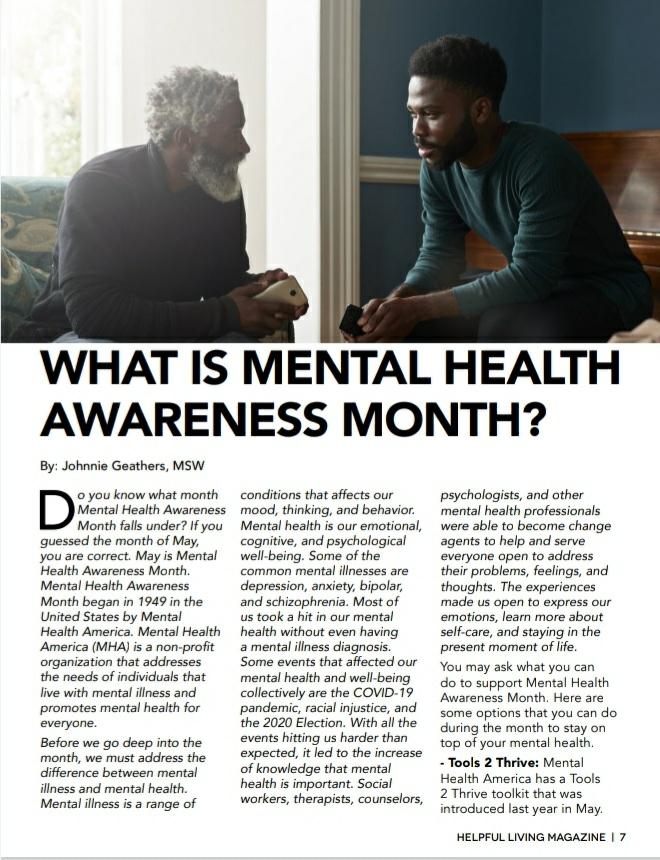 WHAT IS MENTAL HEALTH
AWARENESS MONTH?
By: Johnnie Geathers, MSW
Do you know what month
Mental Health Awareness
Month falls under? If you
guessed the month of May,
you are correct. May is Mental
Health Awareness Month.
Mental Health Awareness
Month began in 1949 in the
United States by Mental
Health America. Mental Health
America (MHA) is a non-profit
organization that addresses
the needs of individuals that
live with mental illness and
promotes mental health for
everyone.
Before we go deep into the
month, we must address the
difference between mental
illness and mental health.
Mental illness is a range of
conditions that affects our
mood, thinking, and behavior.
Mental health is our emotional,
cognitive, and psychological
well-being. Some of the
common mental illnesses are
depression, anxiety, bipolar,
and schizophrenia. Most of
us took a hit in our mental
health without even having
a mental illness diagnosis.
Some events that affected our
mental health and well-being
collectively are the COVID-19
pandemic, racial injustice, and
the 2020 Election. With all the
events hitting us harder than
expected, it led to the increase
of knowledge that mental
health is important. Social
workers, therapists, counselors,
psychologists, and other
mental health professionals
were able to become change
agents to help and serve
everyone open to address
their problems, feelings, and
thoughts. The experiences
made us open to express our
emotions, learn more about
self-care, and staying in the
present moment of life.
You may ask what you can
do to support Mental Health
Awareness Month. Here are
some options that you can do
during the month to stay on
top of your mental health.
- Tools 2 Thrive: Mental
Health America has a Tools
2 Thrive toolkit that was
introduced last year in May.
HELPFUL LIVING MAGAZINE | 7